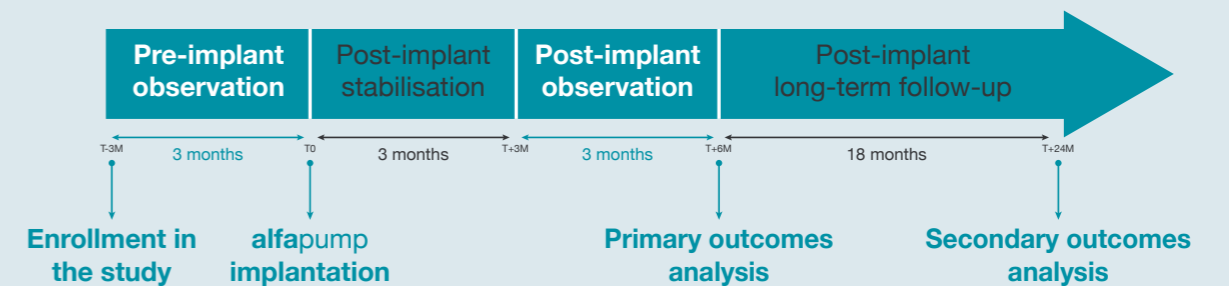 Pre-implant
observation
Post-implant
stabilisation
Post-implant
observation
Post-implant
long-term follow-up
T-3M
3 months
T0
3 months
T+3M
3 months
T+6M
18 months
T+24M
Enrollment in
the study
alfapump
implantation
Primary outcomes
analysis
Secondary outcomes
analysis